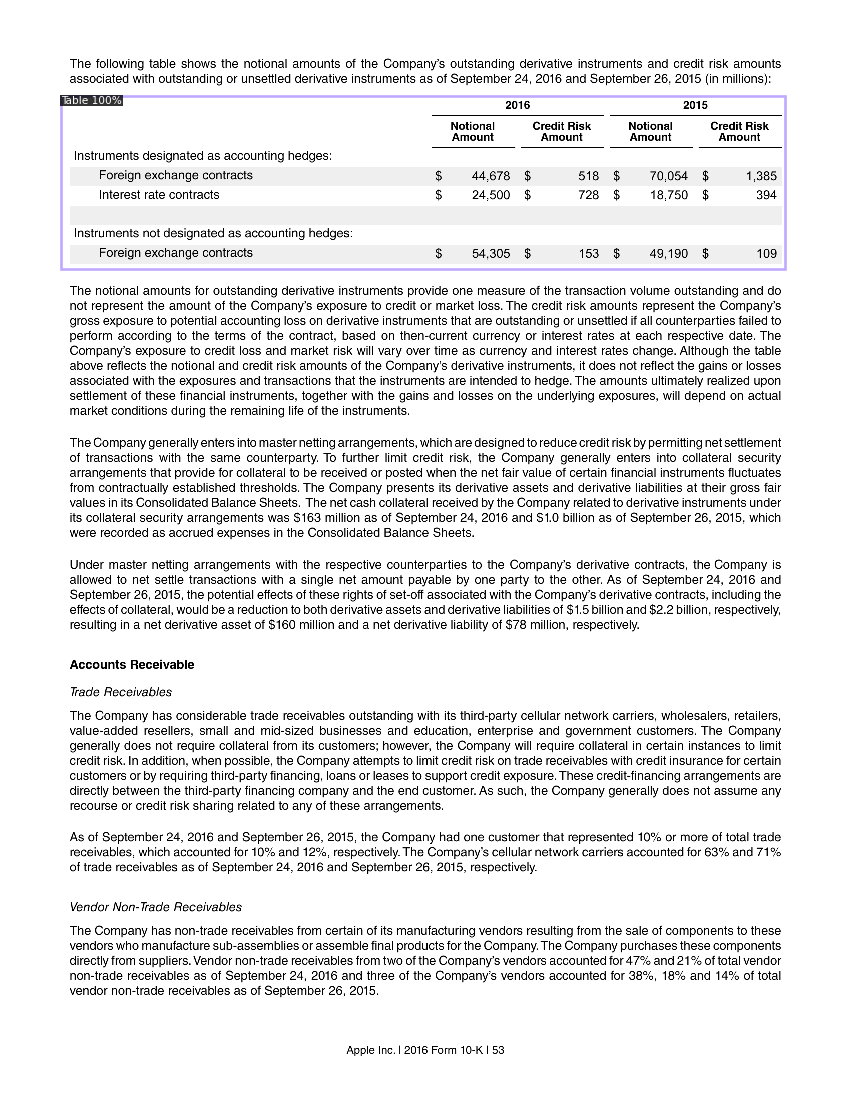 The following table shows the notional amounts of the Company's outstanding derivative instruments and credit risk amounts
associated with outstanding or unsettled derivative instruments as of September 24, 2016 and September 26, 2015 (in millions):
Table 100%
2016 2015
Notional Amount Credit Risk Amount Notional Amount Credit Risk Amount
Instruments designated as accounting hedges:
Foreign exchange contracts $ 44,678 $ 518 $ 70,054 $ 1,385
Interest rate contracts $ 24,500 $ 728 $ 18,750 $ 394
Instruments not designated as accounting hedges:
Foreign exchange contracts $ 54,305 $ 153 $ 49,190 $ 109
The notional amounts for outstanding derivative instruments provide one measure of the transaction volume outstanding and do
not represent the amount of the Company's exposure to credit or market loss. The credit risk amounts represent the Company's
gross exposure to potential accounting loss on derivative instruments that are outstanding or unsettled if all counterparties failed to
perform according to the terms of the contract, based on then-current currency or interest rates at each respective date. The
Company's exposure to credit loss and market risk will vary over time as currency and interest rates change. Although the table
above reflects the notional and credit risk amounts of the Company's derivative instruments, it does not reflect the gains or losses
associated with the exposures and transactions that the instruments are intended to hedge. The amounts ultimately realized upon
settlement of these financial instruments, together with the gains and losses on the underlying exposures, will depend on actual
market conditions during the remaining life of the instruments.
The Company generally enters into master netting arrangements, which are designed to reduce credit risk by permitting net settlement
of transactions with the same counterparty. To further limit credit risk, the Company generally enters into collateral security
arrangements that provide for collateral to be received or posted when the net fair value of certain financial instruments fluctuates
from contractually established thresholds. The Company presents its derivative assets and derivative liabilities at their gross fair
values in its Consolidated Balance Sheets. The net cash collateral received by the Company related to derivative instruments under
its collateral security arrangements was $163 million as of September 24, 2016 and $1.0 billion as of September 26, 2015, which
were recorded as accrued expenses in the Consolidated Balance Sheets.
Under master netting arrangements with the respective counterparties to the Company's derivative contracts, the Company is
allowed to net settle transactions with a single net amount payable by one party to the other. As of September 24, 2016 and
September 26, 2015, the potential effects of these rights of set-off associated with the Company's derivative contracts, including the
effects of collateral, would be a reduction to both derivative assets and derivative liabilities of $1.5 billion and $2.2 billion, respectively,
resulting in a net derivative asset of $160 million and a net derivative liability of $78 million, respectively.
Accounts Receivable
Trade Receivables
The Company has considerable trade receivables outstanding with its third-party cellular network carriers, wholesalers, retailers,
value-added resellers, small and mid-sized businesses and education, enterprise and government customers. The Company
generally does not require collateral from its customers; however, the Company will require collateral in certain instances to limit
credit risk. In addition, when possible, the Company attempts to limit credit risk on trade receivables with credit insurance for certain
customers or by requiring third-party financing, loans or leases to support credit exposure. These credit-financing arrangements are
directly between the third-party financing company and the end customer. As such, the Company generally does not assume any
recourse or credit risk sharing related to any of these arrangements.
As of September 24, 2016 and September 26, 2015, the Company had one customer that represented 10% or more of total trade
receivables, which accounted for 10% and 12%, respectively. The Company's cellular network carriers accounted for 63% and 71%
of trade receivables as of September 24, 2016 and September 26, 2015, respectively.
Vendor Non-Trade Receivables
The Company has non-trade receivables from certain of its manufacturing vendors resulting from the sale of components to these
vendors who manufacture sub-assemblies or assemble final products for the Company. The Company purchases these components
directly from suppliers. Vendor non-trade receivables from two of the Company's vendors accounted for 47% and 21% of total vendor
non-trade receivables as of September 24, 2016 and three of the Company's vendors accounted for 38%, 18% and 14% of total
vendor non-trade receivables as of September 26, 2015.
Apple Inc. | 2016 Form 10-K | 53